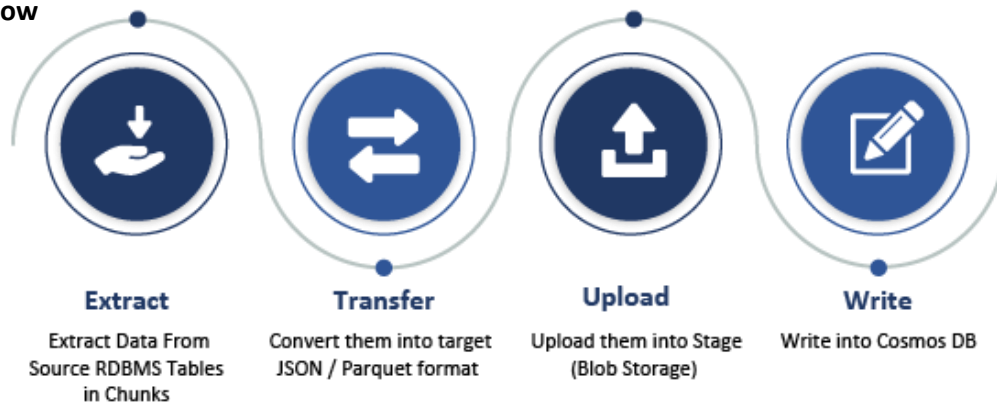 ow
Extract
Extract Data From
Source RDBMS Tables
in Chunks
Transfer
Convert them into target
JSON / Parquet format
Upload
Upload them into Stage
(Blob Storage)
Write
Write into Cosmos DB